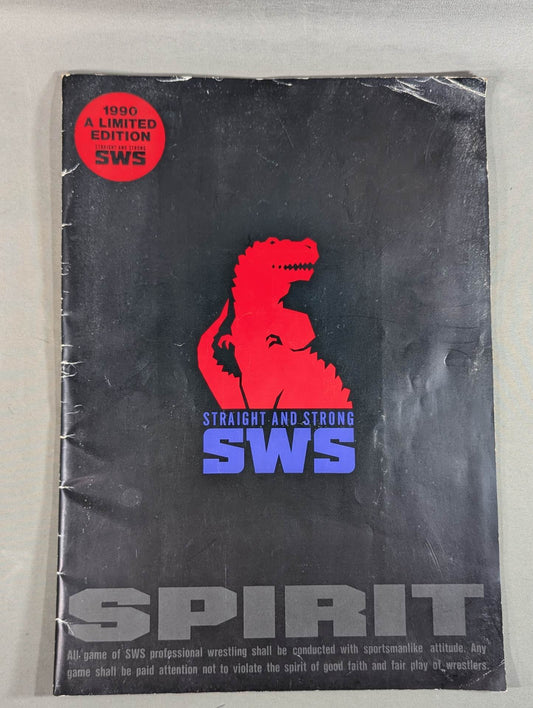 1990
A LIMITED
EDITION
STRAIGHT AND STRONG
SWS
STRAIGHT AND STRONG
SWS
SPIRIT
All game of SWS professional wrestling shall be conducted with sportsmanlike attitude. Any
game shall be paid attention not to violate the spirit of good faith and fair play of wrestlers.